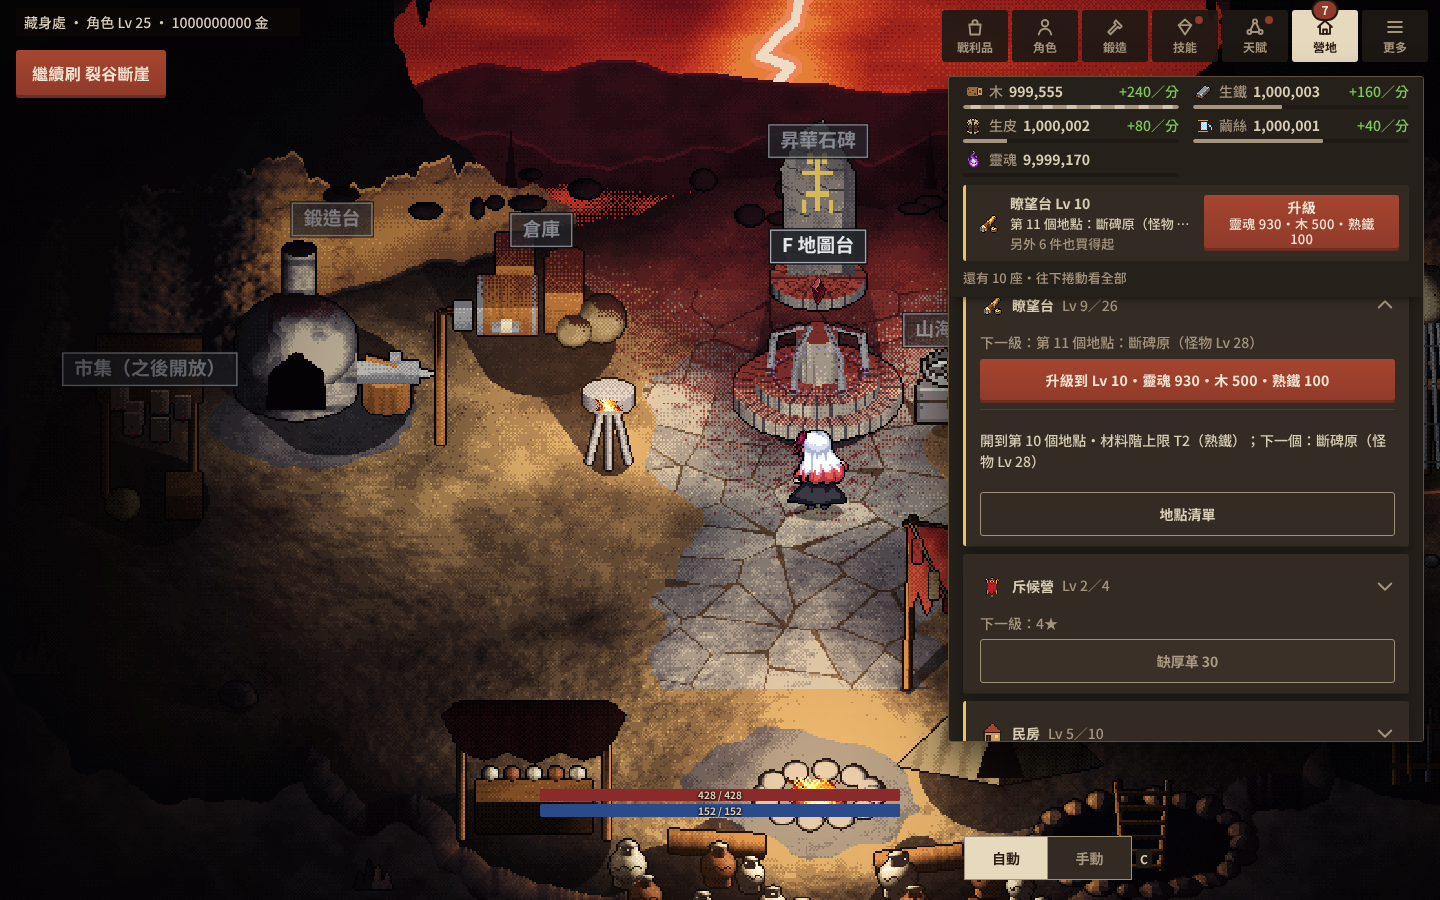 藏身處 • 角色 Lv 25 • 1000000000 金
繼續刷 裂谷斷崖
戰利品
角色
鍛造
技能
天賦
7
營地
更多
木 999,555 +240／分
生鐵 1,000,003 +160／分
生皮 1,000,002 +80／分
繭絲 1,000,001 +40／分
靈魂 9,999,170
瞭望台 Lv 10
第 11 個地點：斷碑原（怪物 ⋯
另外 6 件也買得起
升級
靈魂 930・木 500・熟鐵
100
還有 10 座・往下捲動看全部
瞭望台 Lv 9／26
下一級：第 11 個地點：斷碑原（怪物 Lv 28）
升級到 Lv 10・靈魂 930・木 500・熟鐵 100
開到第 10 個地點・材料階上限 T2（熟鐵）；下一個：斷碑原（怪
物 Lv 28）
地點清單
斥候營 Lv 2／4
下一級：4★
缺厚革 30
民房 Lv 5／10
昇華石碑
鍛造台
倉庫
F 地圖台
山海
市集（之後開放）
428 / 428
152 / 152
自動
手動
C